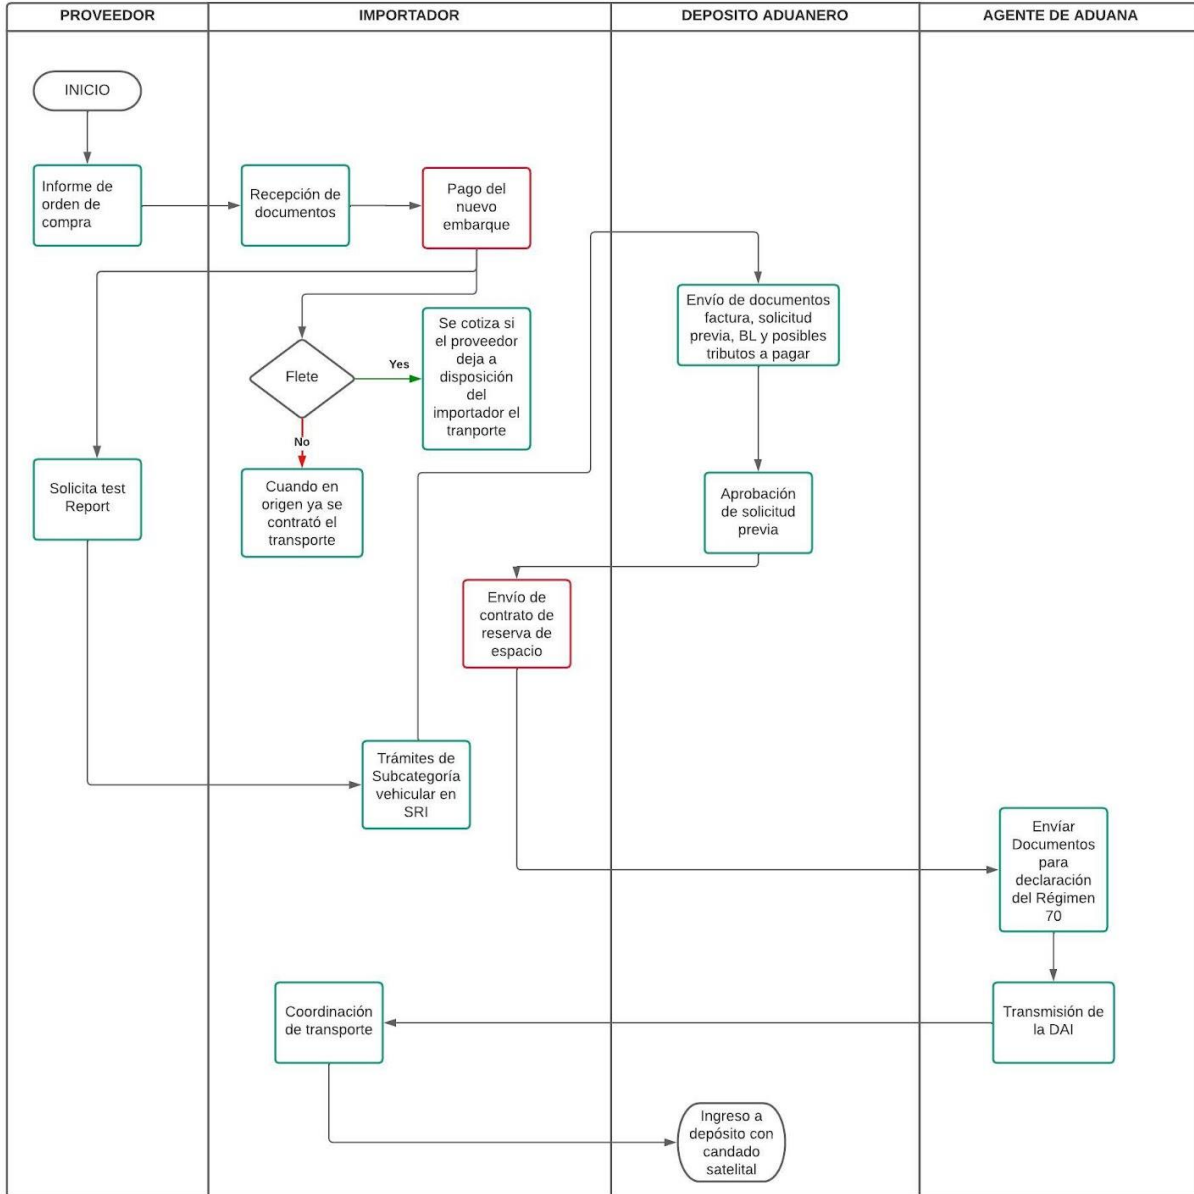 PROVEEDOR
IMPORTADOR
DEPOSITO ADUANERO
AGENTE DE ADUANA
INICIO
Informe de
orden de
compra
Recepción de
documentos
Pago del
nuevo
embarque
Envío de documentos
factura, solicitud
previa, BL y posibles
tributos a pagar
Flete
Yes
Se cotiza si
el proveedor
deja a
disposición
del
importador el
tranporte
No
Cuando en
origen ya se
contrató el
transporte
Solicita test
Report
Aprobación
de solicitud
previa
Envío de
contrato de
reserva de
espacio
Trámites de
Subcategoría
vehicular en
SRI
Envíar
Documentos
para
declaración
del Régimen
70
Transmisión de
la DAI
Coordinación
de transporte
Ingreso a
depósito con
candado
satelital